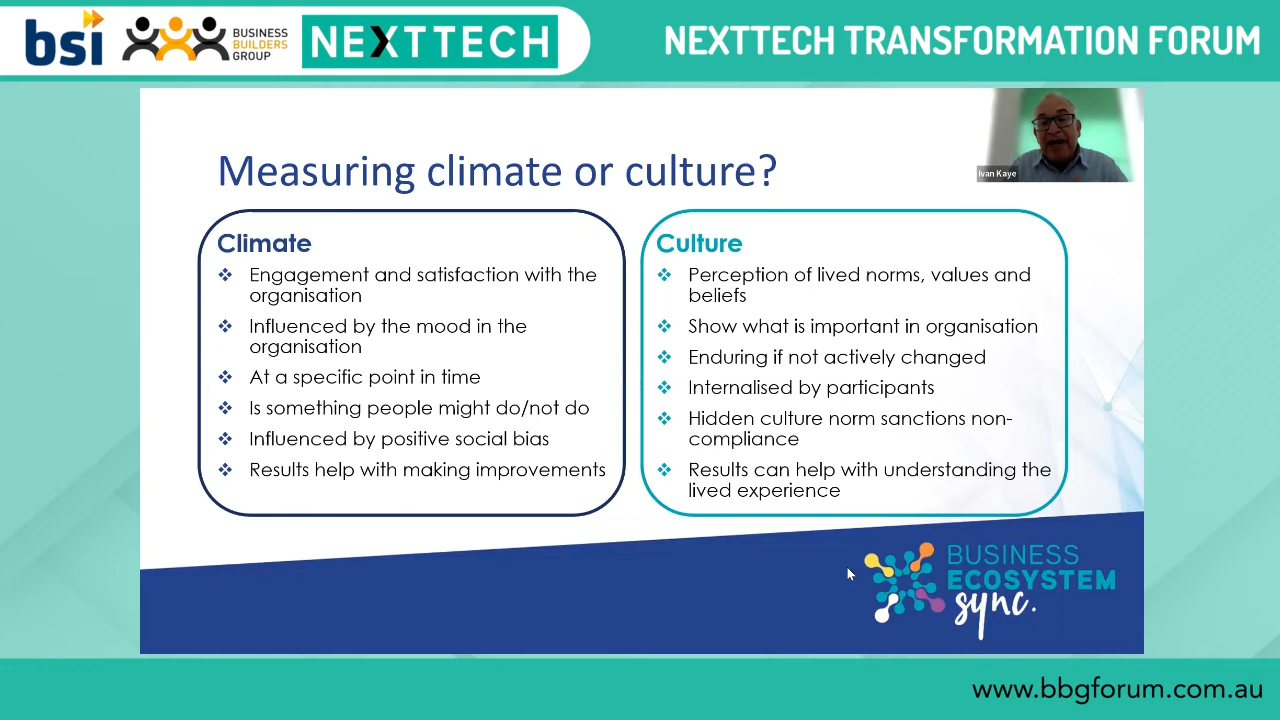 bsi
BUSINESS
BUILDERS
GROUP
NEXTTECH
NEXTTECH TRANSFORMATION FORUM
Ivan Kaye
Measuring climate or culture?
Climate
❖ Engagement and satisfaction with the
organisation
❖ Influenced by the mood in the
organisation
❖ At a specific point in time
❖ Is something people might do/not do
❖ Influenced by positive social bias
❖ Results help with making improvements
Culture
❖ Perception of lived norms, values and
beliefs
❖ Show what is important in organisation
❖ Enduring if not actively changed
❖ Internalised by participants
❖ Hidden culture norm sanctions non-
compliance
❖ Results can help with understanding the
lived experience
BUSINESS
ECOSYSTEM
sync.
www.bbgforum.com.au